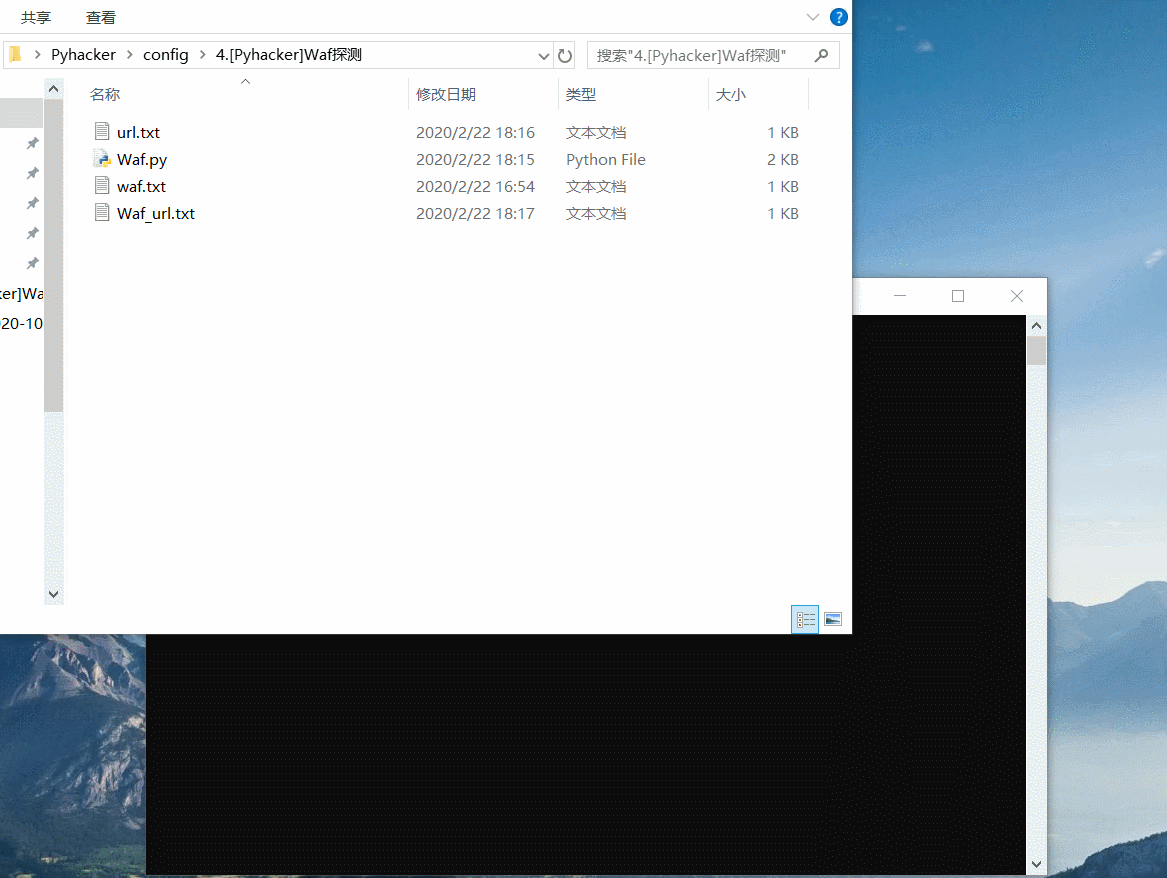 共享 查看
?
Pyhacker config 4.[Pyhacker]Waf探测 搜索"4.[Pyhacker]Waf探测"
名称 修改日期 类型 大小
url.txt 2020/2/22 18:16 文本文档 1 KB
Waf.py 2020/2/22 18:15 Python File 2 KB
waf.txt 2020/2/22 16:54 文本文档 1 KB
Waf_url.txt 2020/2/22 18:17 文本文档 1 KB
ker]Wa
20-10